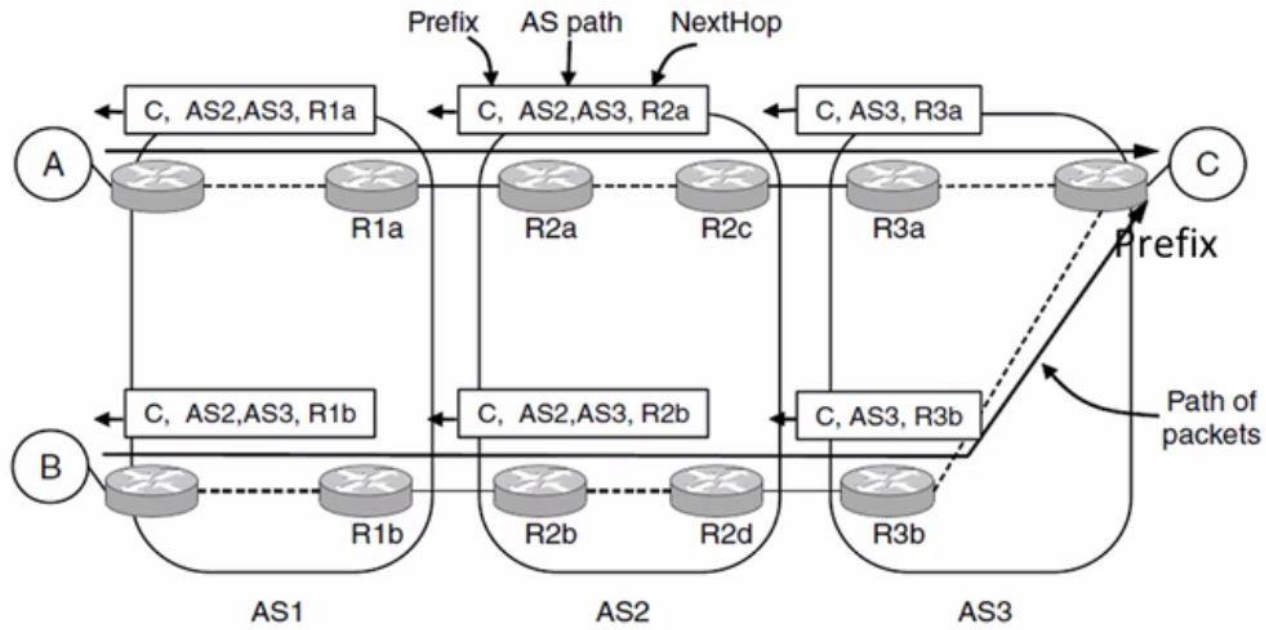 Prefix AS path NextHop
C, AS2,AS3, R1a
C, AS2,AS3, R2a
C, AS3, R3a
A
C
R1a
R2a
R2c
R3a
Prefix
C, AS2,AS3, R1b
C, AS2,AS3, R2b
C, AS3, R3b
Path of
packets
B
R1b
R2b
R2d
R3b
AS1
AS2
AS3